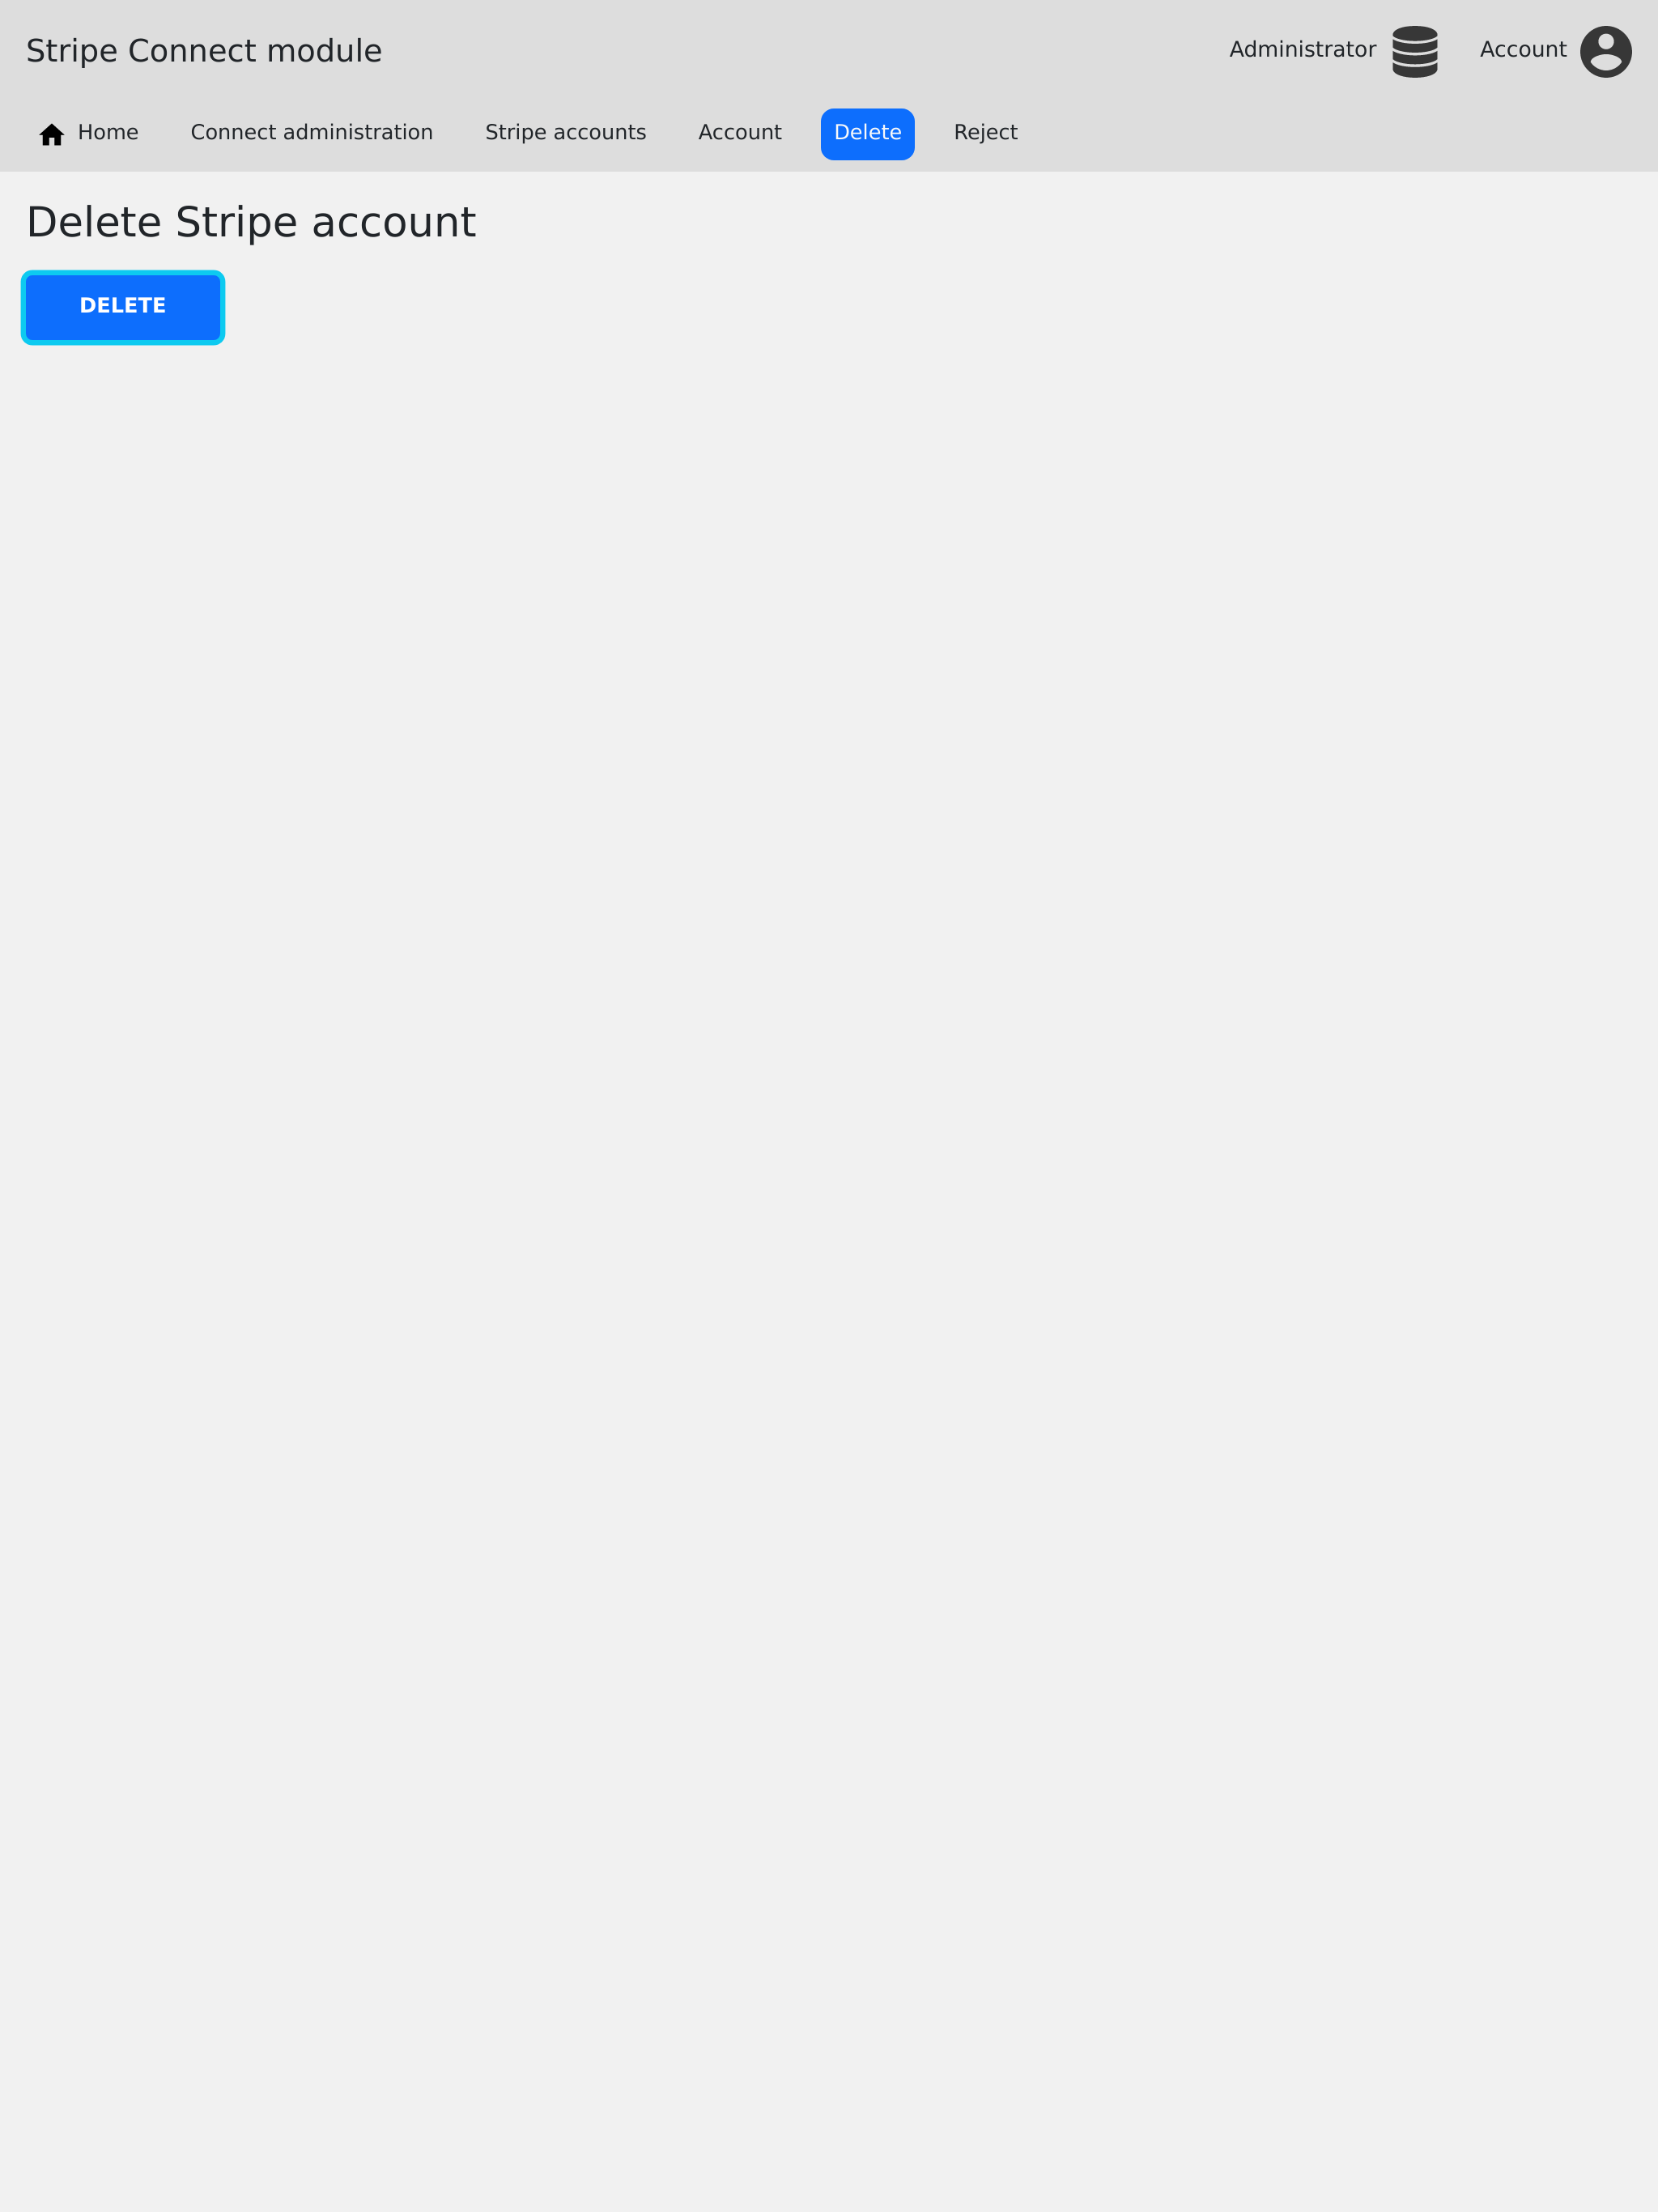 Stripe Connect module
Administrator
Account
Home
Connect administration
Stripe accounts
Account
Delete
Reject
Delete Stripe account
DELETE